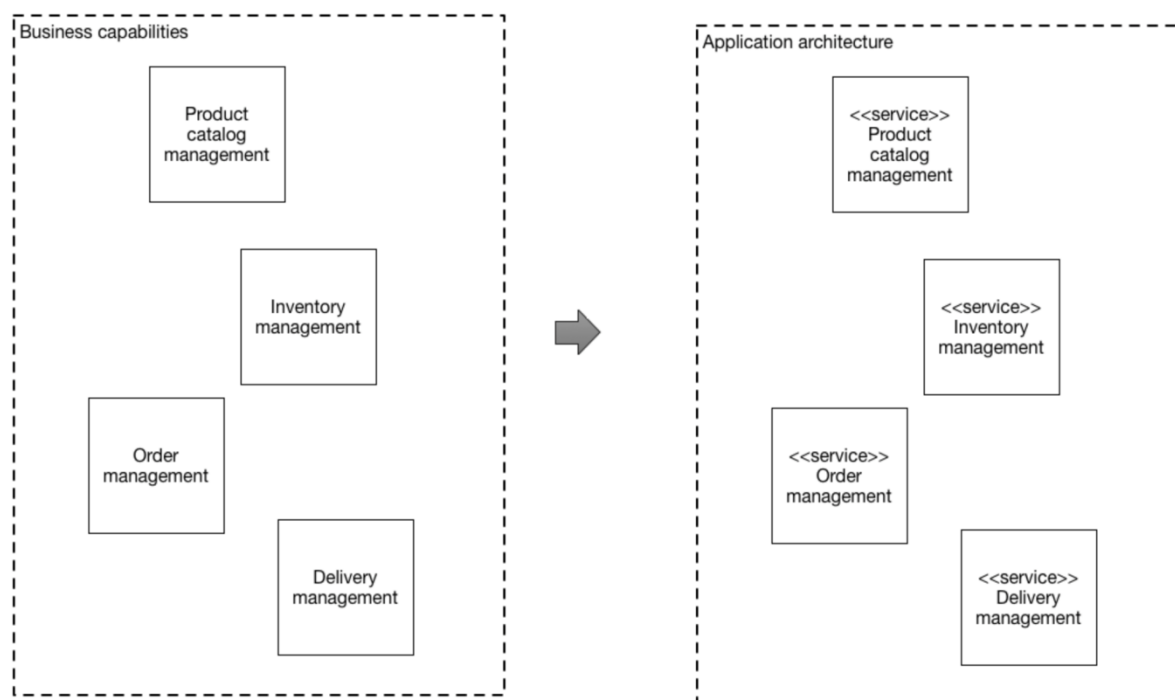 Business capabilities
Product
catalog
management
Inventory
management
Order
management
Delivery
management
Application architecture
<<service>>
Product
catalog
management
<<service>>
Inventory
management
<<service>>
Order
management
<<service>>
Delivery
management